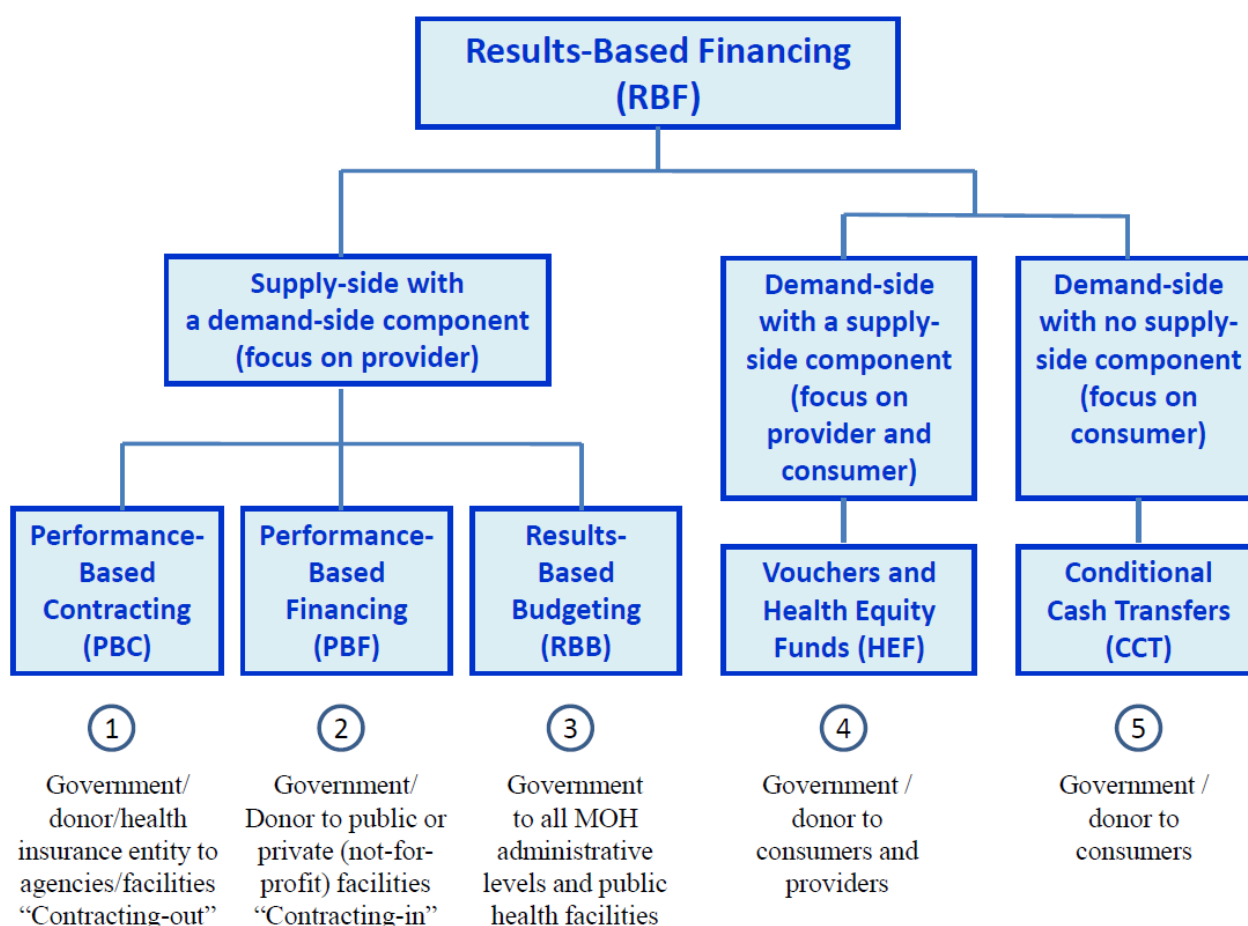 Results-Based Financing
(RBF)
Supply-side with
a demand-side component
(focus on provider)
Demand-side
with a supply-
side component
(focus on
provider and
consumer)
Demand-side
with no supply-
side component
(focus on
consumer)
Performance-
Based
Contracting
(PBC)
Performance-
Based
Financing
(PBF)
Results-
Based
Budgeting
(RBB)
Vouchers and
Health Equity
Funds (HEF)
Conditional
Cash Transfers
(CCT)
1
Government/
donor/health
insurance entity to
agencies/facilities
“Contracting-out”
2
Government/
Donor to public or
private (not-for-
profit) facilities
“Contracting-in”
3
Government
to all MOH
administrative
levels and public
health facilities
4
Government /
donor to
consumers and
providers
5
Government /
donor to
consumers